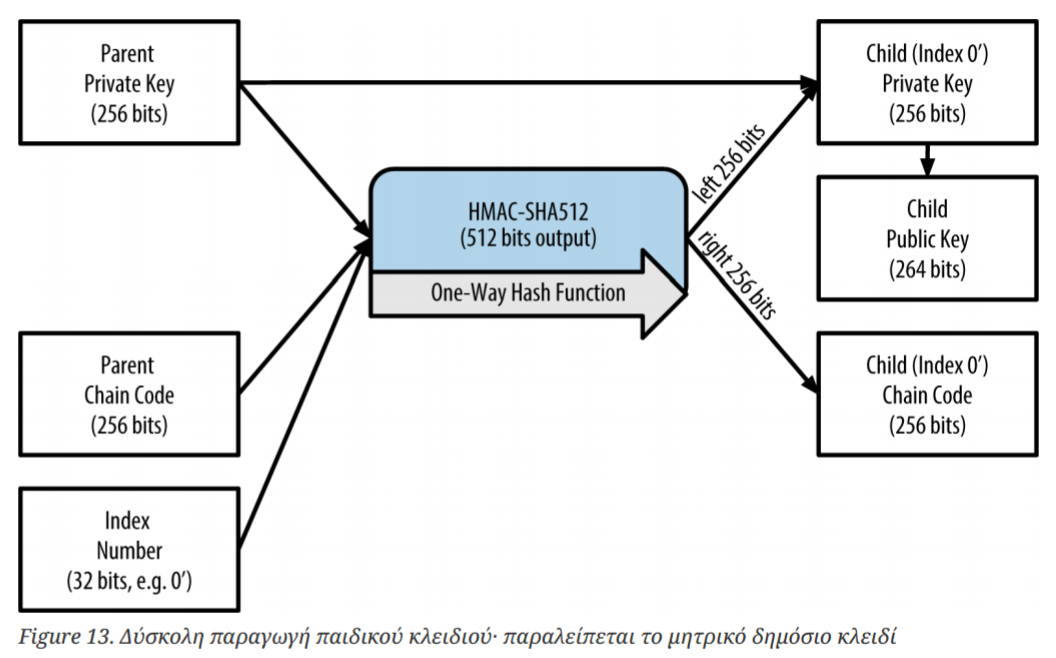 Parent
Private Key
(256 bits)
Child (Index 0′)
Private Key
(256 bits)
left 256 bits
HMAC-SHA512
(512 bits output)
One-Way Hash Function
right 256 bits
Child
Public Key
(264 bits)
Parent
Chain Code
(256 bits)
Child (Index 0′)
Chain Code
(256 bits)
Index
Number
(32 bits, e.g. 0′)
Figure 13. Δύσκολη παραγωγή παιδικού κλειδιού· παραλείπεται το μητρικό δημόσιο κλειδί